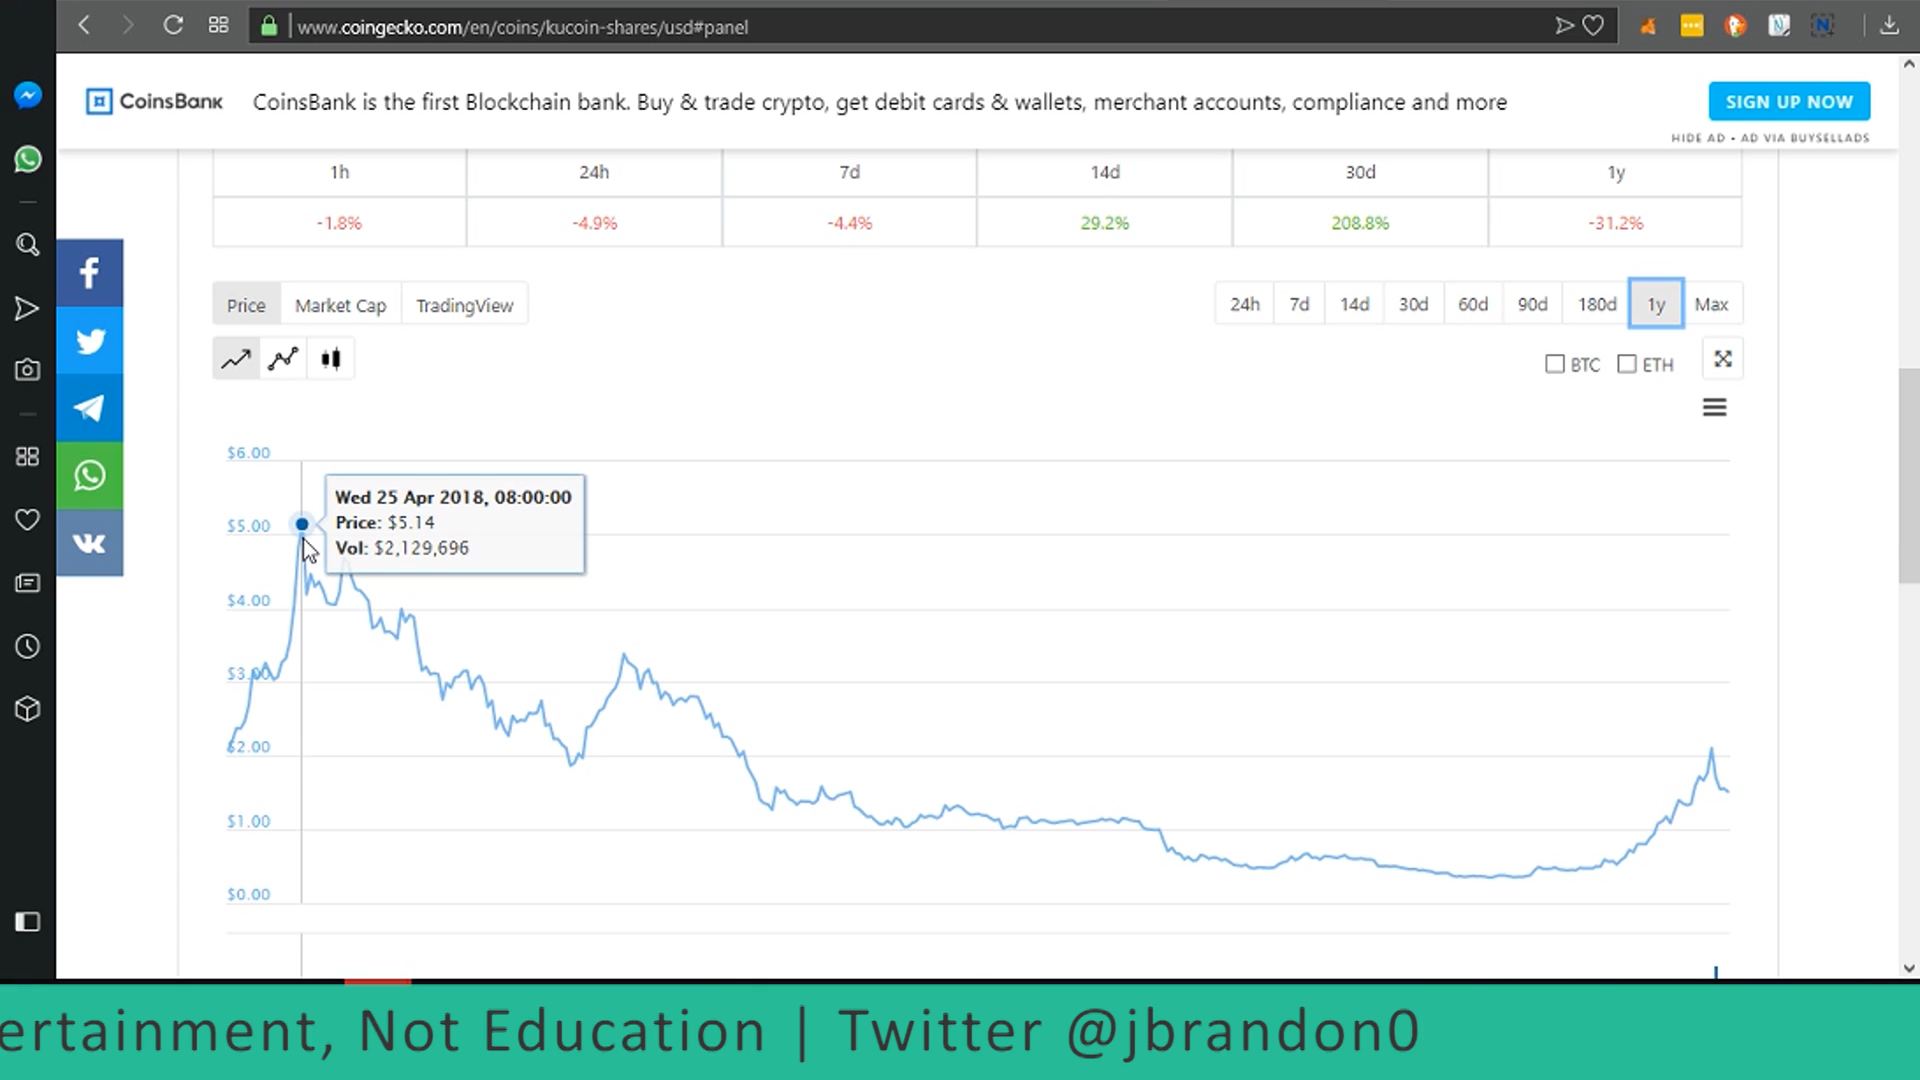 www.coingecko.com/en/coins/kucoin-shares/usd#panel
CoinsBank CoinsBank is the first Blockchain bank. Buy & trade crypto, get debit cards & wallets, merchant accounts, compliance and more SIGN UP NOW
HIDE AD • AD VIA BUYSELLADS
1h 24h 7d 14d 30d 1y
-1.8% -4.9% -4.4% 29.2% 208.8% -31.2%
Price Market Cap TradingView 24h 7d 14d 30d 60d 90d 180d 1y Max
BTC ETH
$6.00
Wed 25 Apr 2018, 08:00:00
Price: $5.14
Vol: $2,129,696
$5.00
$4.00
$3.00
$2.00
$1.00
$0.00
ertainment, Not Education | Twitter @jbrandon0